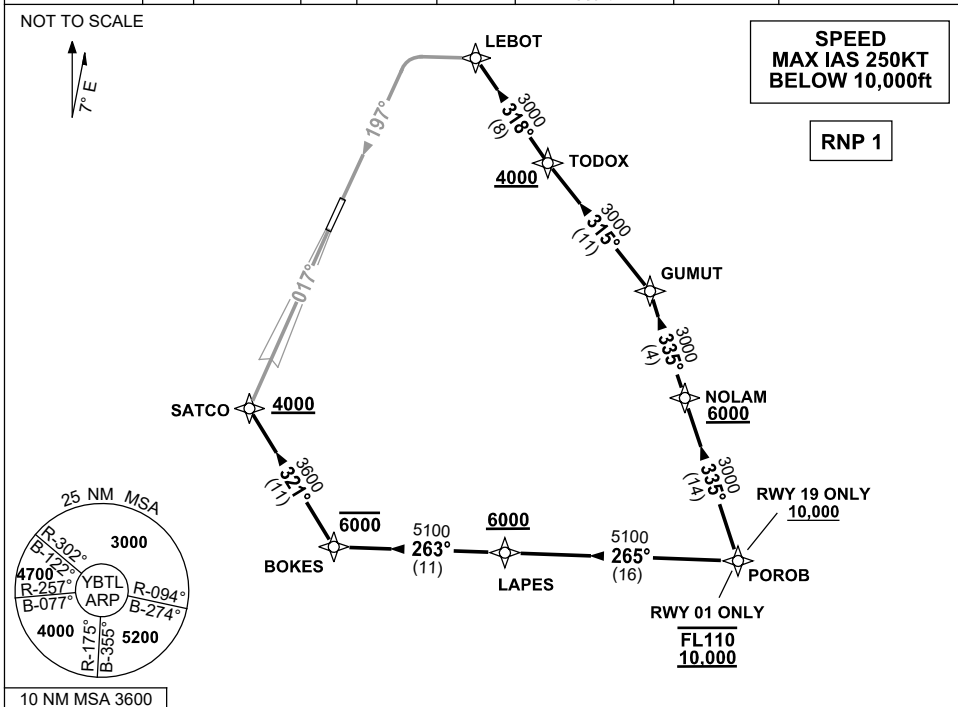 NOT TO SCALE
7° E
SPEED
MAX IAS 250KT
BELOW 10,000ft
RNP 1
LEBOT
197°
3000
318°
(8)
TODOX
4000
3000
315°
(11)
017°
GUMUT
3000
335°
(4)
NOLAM
6000
SATCO
4000
3600
321°
(11)
3000
335°
(14)
RWY 19 ONLY
10,000
6000
BOKES
5100
263°
(11)
6000
LAPES
5100
265°
(16)
POROB
RWY 01 ONLY
FL110
10,000
25 NM MSA
R-302°
B-122°
3000
4700
R-257°
B-077°
YBTL
ARP
R-094°
B-274°
4000
R-175°
B-355°
5200
10 NM MSA 3600